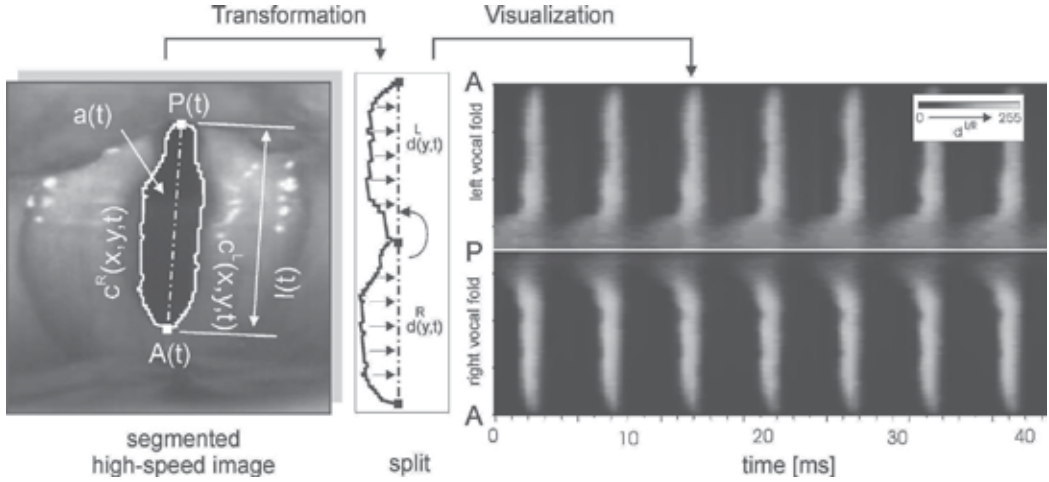 Transformation
Visualization
P(t)
a(t)
c^R(x,y,t)
c^L(x,y,t)
l(t)
A(t)
segmented
high-speed image
L
d(y,t)
R
d(y,t)
split
A
left vocal fold
P
right vocal fold
A
0 255
d^L/R
0 10 20 30 40
time [ms]